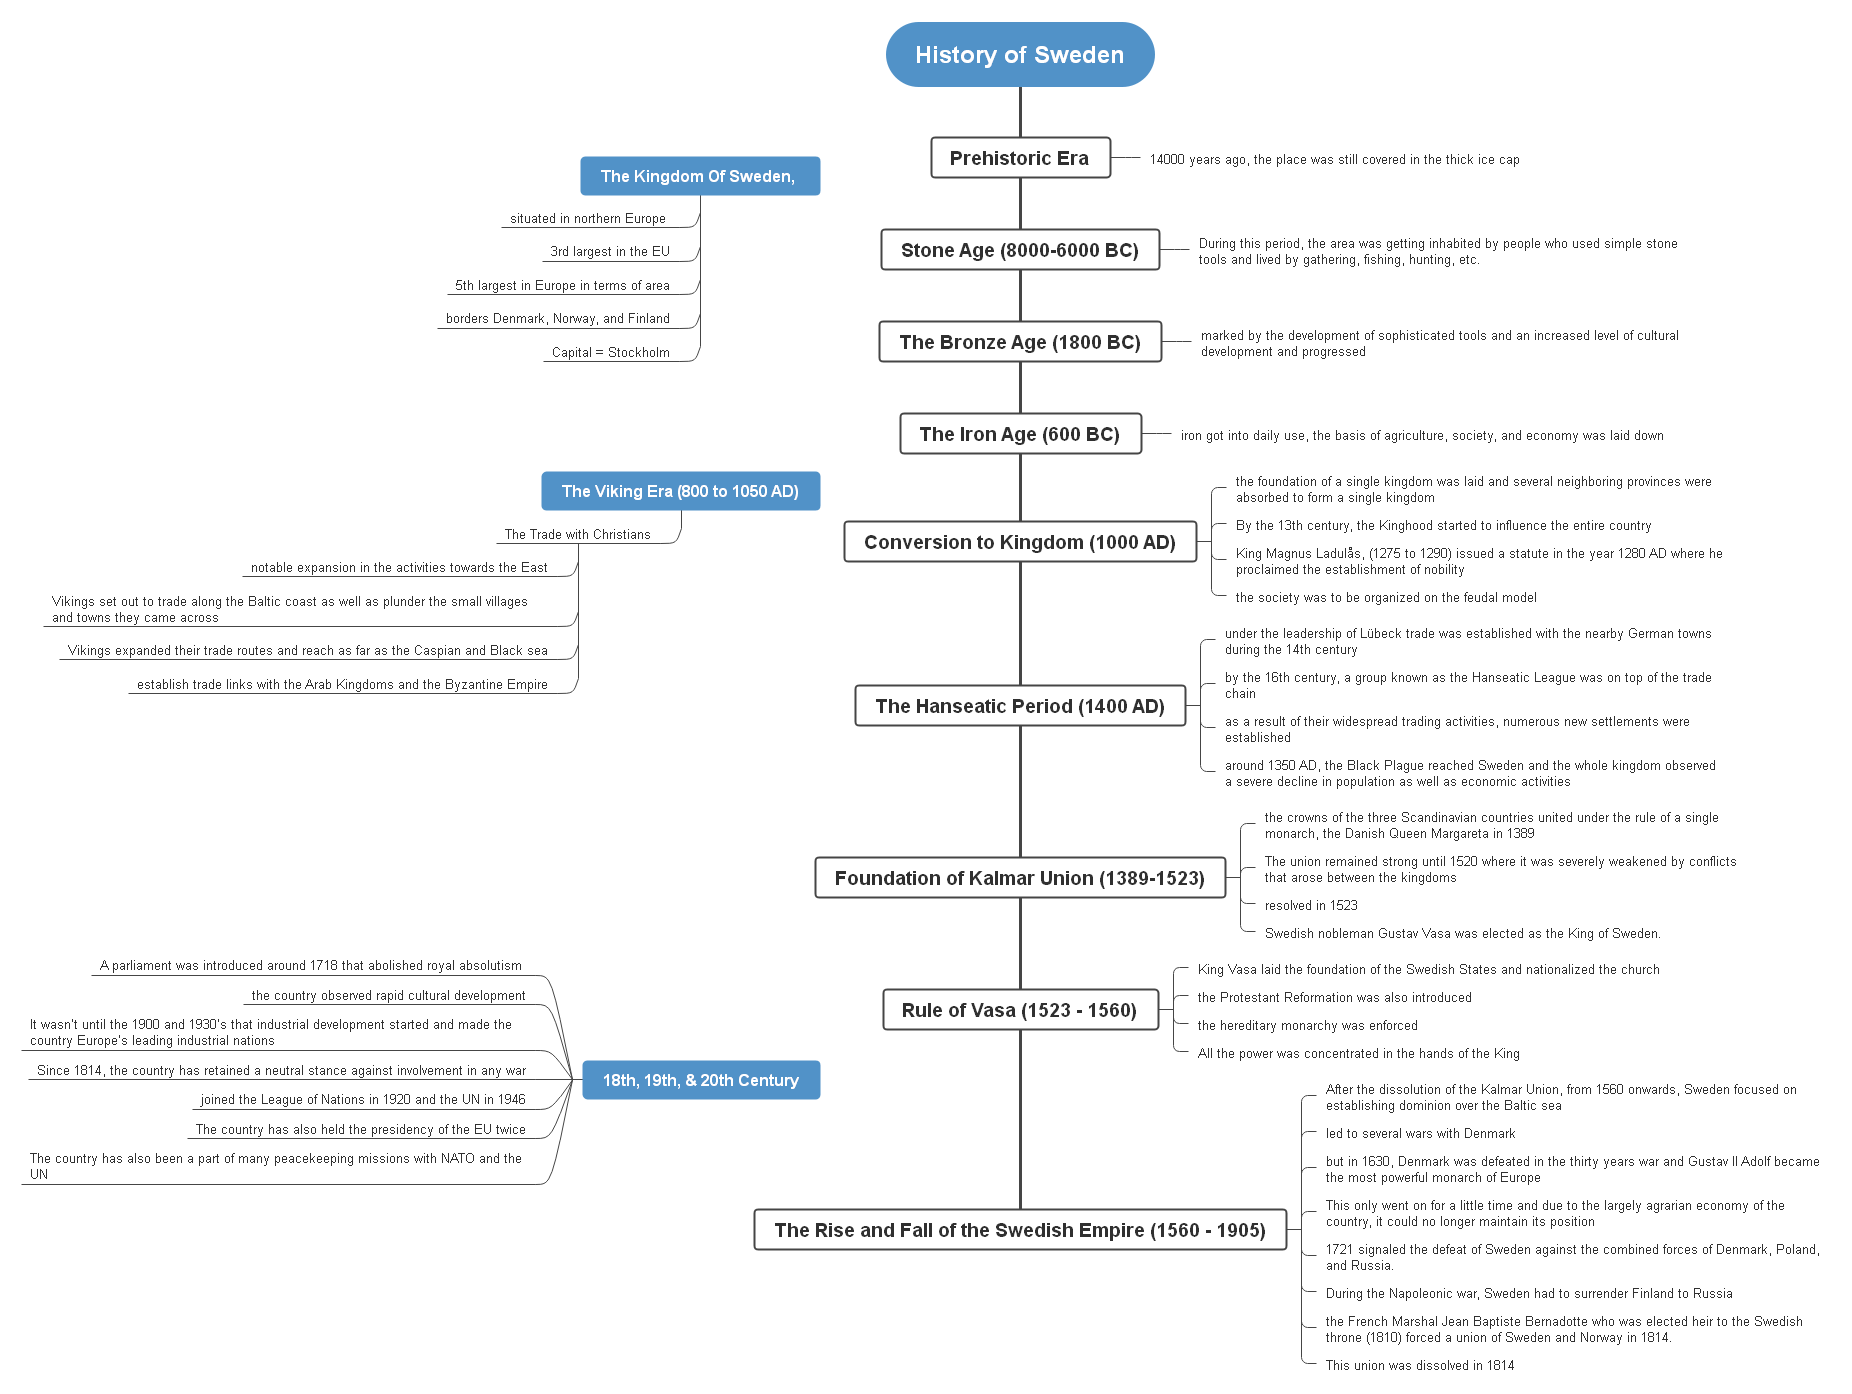 History of Sweden
Prehistoric Era
14000 years ago, the place was still covered in the thick ice cap
The Kingdom Of Sweden,
situated in northern Europe
3rd largest in the EU
5th largest in Europe in terms of area
borders Denmark, Norway, and Finland
Capital = Stockholm
Stone Age (8000-6000 BC)
During this period, the area was getting inhabited by people who used simple stone
tools and lived by gathering, fishing, hunting, etc.
The Bronze Age (1800 BC)
marked by the development of sophisticated tools and an increased level of cultural
development and progressed
The Iron Age (600 BC)
iron got into daily use, the basis of agriculture, society, and economy was laid down
The Viking Era (800 to 1050 AD)
The Trade with Christians
notable expansion in the activities towards the East
Vikings set out to trade along the Baltic coast as well as plunder the small villages
and towns they came across
Vikings expanded their trade routes and reach as far as the Caspian and Black sea
establish trade links with the Arab Kingdoms and the Byzantine Empire
Conversion to Kingdom (1000 AD)
the foundation of a single kingdom was laid and several neighboring provinces were
absorbed to form a single kingdom
By the 13th century, the Kinghood started to influence the entire country
King Magnus Ladulås, (1275 to 1290) issued a statute in the year 1280 AD where he
proclaimed the establishment of nobility
the society was to be organized on the feudal model
The Hanseatic Period (1400 AD)
under the leadership of Lübeck trade was established with the nearby German towns
during the 14th century
by the 16th century, a group known as the Hanseatic League was on top of the trade
chain
as a result of their widespread trading activities, numerous new settlements were
established
around 1350 AD, the Black Plague reached Sweden and the whole kingdom observed
a severe decline in population as well as economic activities
Foundation of Kalmar Union (1389-1523)
the crowns of the three Scandinavian countries united under the rule of a single
monarch, the Danish Queen Margareta in 1389
The union remained strong until 1520 where it was severely weakened by conflicts
that arose between the kingdoms
resolved in 1523
Swedish nobleman Gustav Vasa was elected as the King of Sweden.
Rule of Vasa (1523 - 1560)
King Vasa laid the foundation of the Swedish States and nationalized the church
the Protestant Reformation was also introduced
the hereditary monarchy was enforced
All the power was concentrated in the hands of the King
18th, 19th, & 20th Century
A parliament was introduced around 1718 that abolished royal absolutism
the country observed rapid cultural development
It wasn't until the 1900 and 1930's that industrial development started and made the
country Europe's leading industrial nations
Since 1814, the country has retained a neutral stance against involvement in any war
joined the League of Nations in 1920 and the UN in 1946
The country has also held the presidency of the EU twice
The country has also been a part of many peacekeeping missions with NATO and the
UN
The Rise and Fall of the Swedish Empire (1560 - 1905)
After the dissolution of the Kalmar Union, from 1560 onwards, Sweden focused on
establishing dominion over the Baltic sea
led to several wars with Denmark
but in 1630, Denmark was defeated in the thirty years war and Gustav II Adolf became
the most powerful monarch of Europe
This only went on for a little time and due to the largely agrarian economy of the
country, it could no longer maintain its position
1721 signaled the defeat of Sweden against the combined forces of Denmark, Poland,
and Russia.
During the Napoleonic war, Sweden had to surrender Finland to Russia
the French Marshal Jean Baptiste Bernadotte who was elected heir to the Swedish
throne (1810) forced a union of Sweden and Norway in 1814.
This union was dissolved in 1814